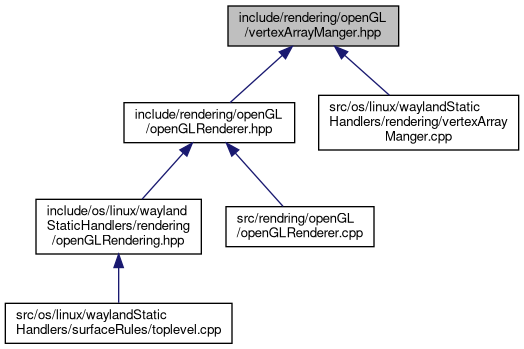 include/rendering/openGL
/vertexArrayManger.hpp
include/rendering/openGL
/openGLRenderer.hpp
src/os/linux/waylandStatic
Handlers/rendering/vertexArray
Manger.cpp
include/os/linux/wayland
StaticHandlers/rendering
/openGLRendering.hpp
src/rendring/openGL
/openGLRenderer.cpp
src/os/linux/waylandStatic
Handlers/surfaceRules/toplevel.cpp